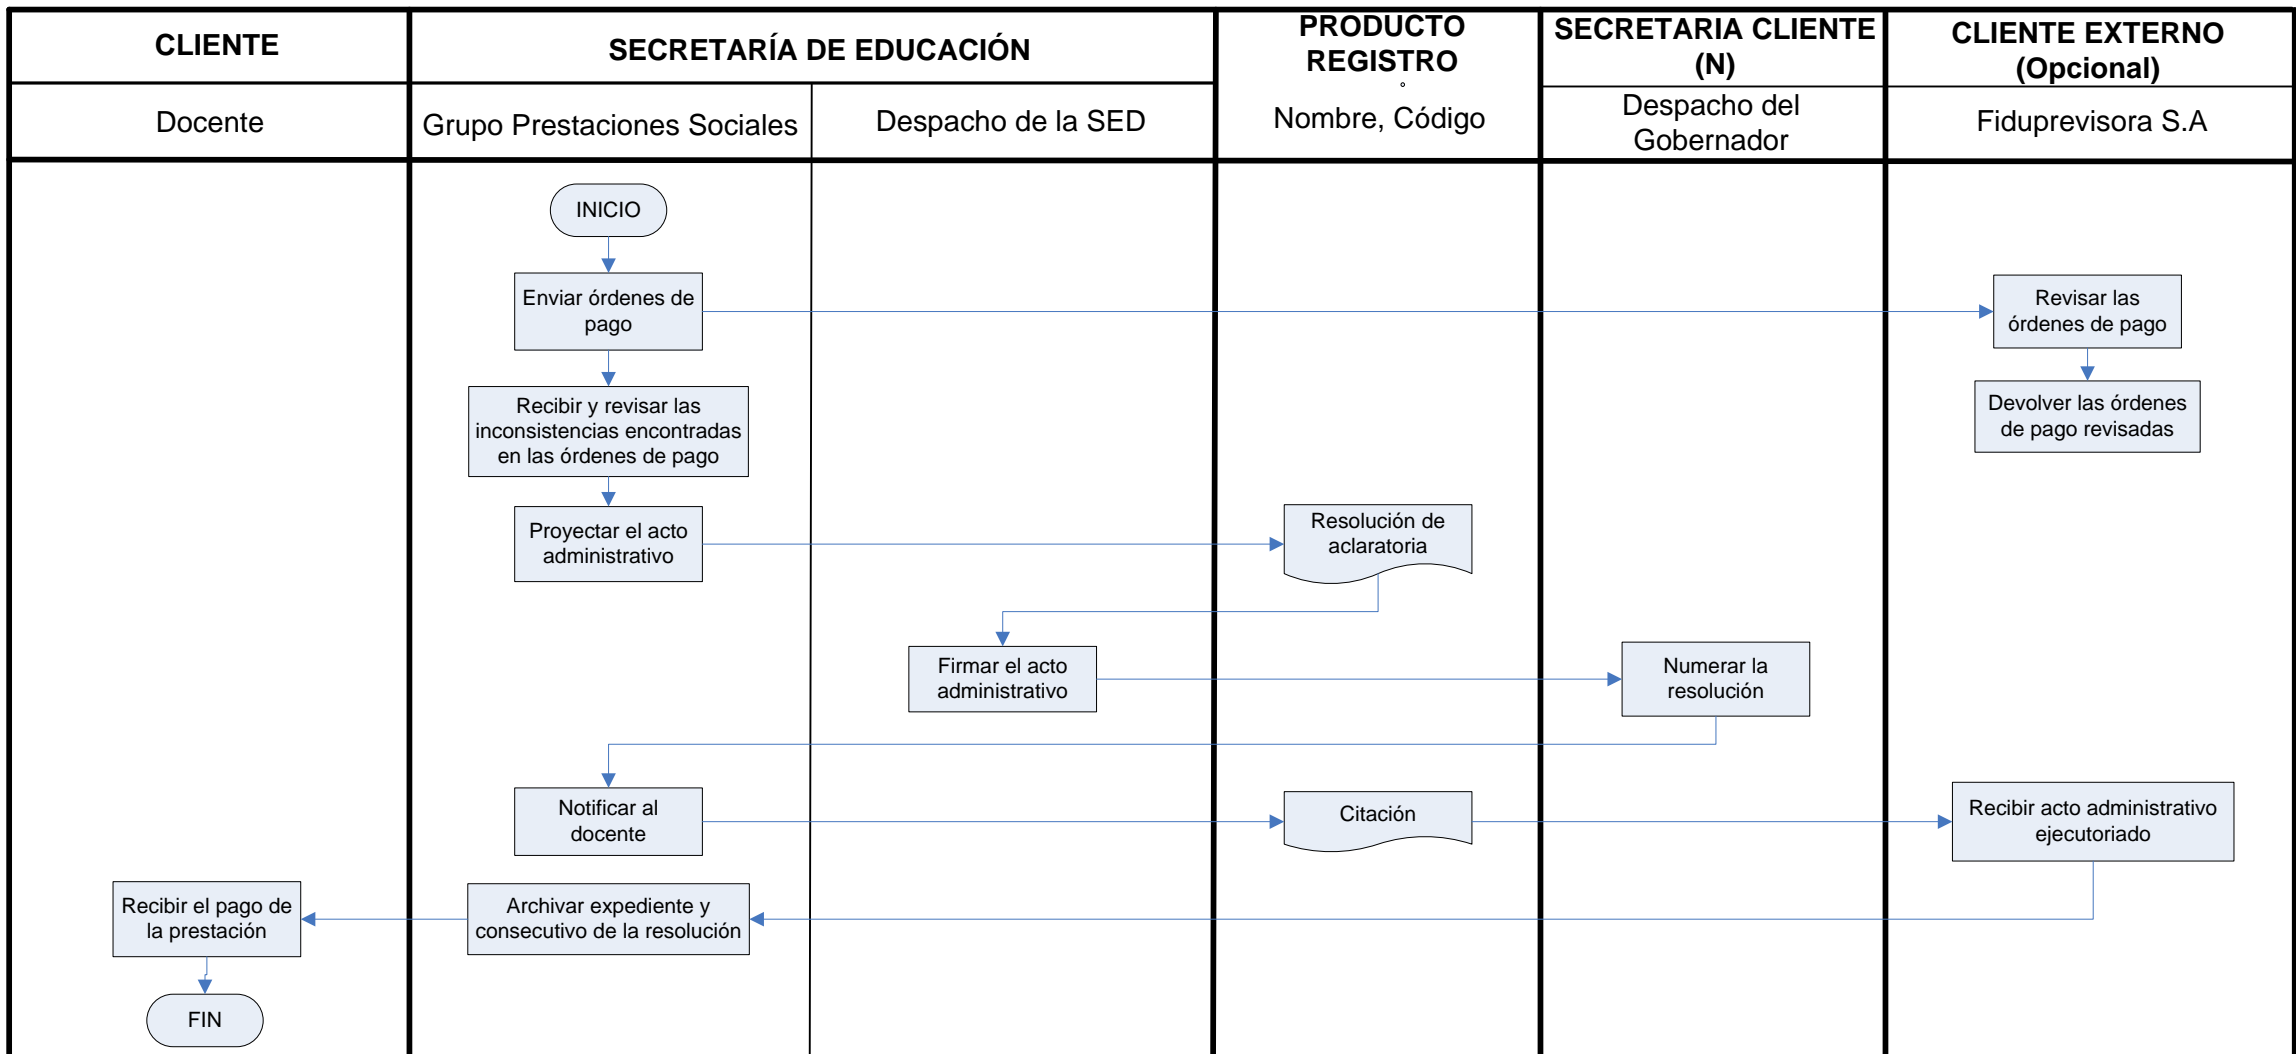 CLIENTE
SECRETARÍA DE EDUCACIÓN
PRODUCTO
REGISTRO
SECRETARIA CLIENTE
(N)
CLIENTE EXTERNO
(Opcional)
Docente
Grupo Prestaciones Sociales
Despacho de la SED
Nombre, Código
Despacho del
Gobernador
Fiduprevisora S.A
INICIO
Enviar órdenes de
pago
Revisar las
órdenes de pago
Recibir y revisar las
inconsistencias encontradas
en las órdenes de pago
Devolver las órdenes
de pago revisadas
Proyectar el acto
administrativo
Resolución de
aclaratoria
Firmar el acto
administrativo
Numerar la
resolución
Notificar al
docente
Citación
Recibir acto administrativo
ejecutoriado
Recibir el pago de
la prestación
Archivar expediente y
consecutivo de la resolución
FIN